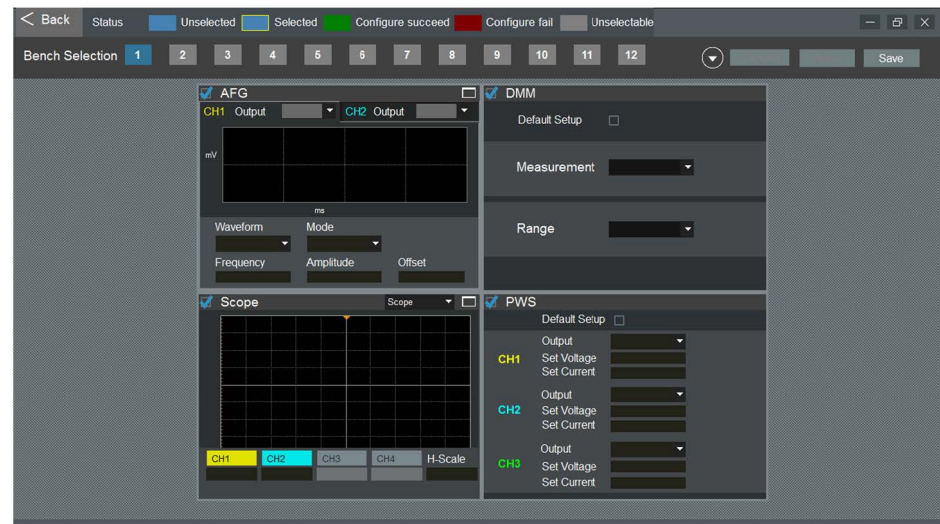 Back Status Unselected Selected Configure succeed Configure fail Unselectable
Bench Selection 1 2 3 4 5 6 7 8 9 10 11 12 Save
AFG
CH1 Output CH2 Output
mV
ms
Waveform Mode
Frequency Amplitude Offset
DMM
Default Setup
Measurement
Range
Scope Scope
CH1 CH2 CH3 CH4 H-Scale
PWS
Default Setup
Output
CH1 Set Voltage
Set Current
Output
CH2 Set Voltage
Set Current
Output
CH3 Set Voltage
Set Current